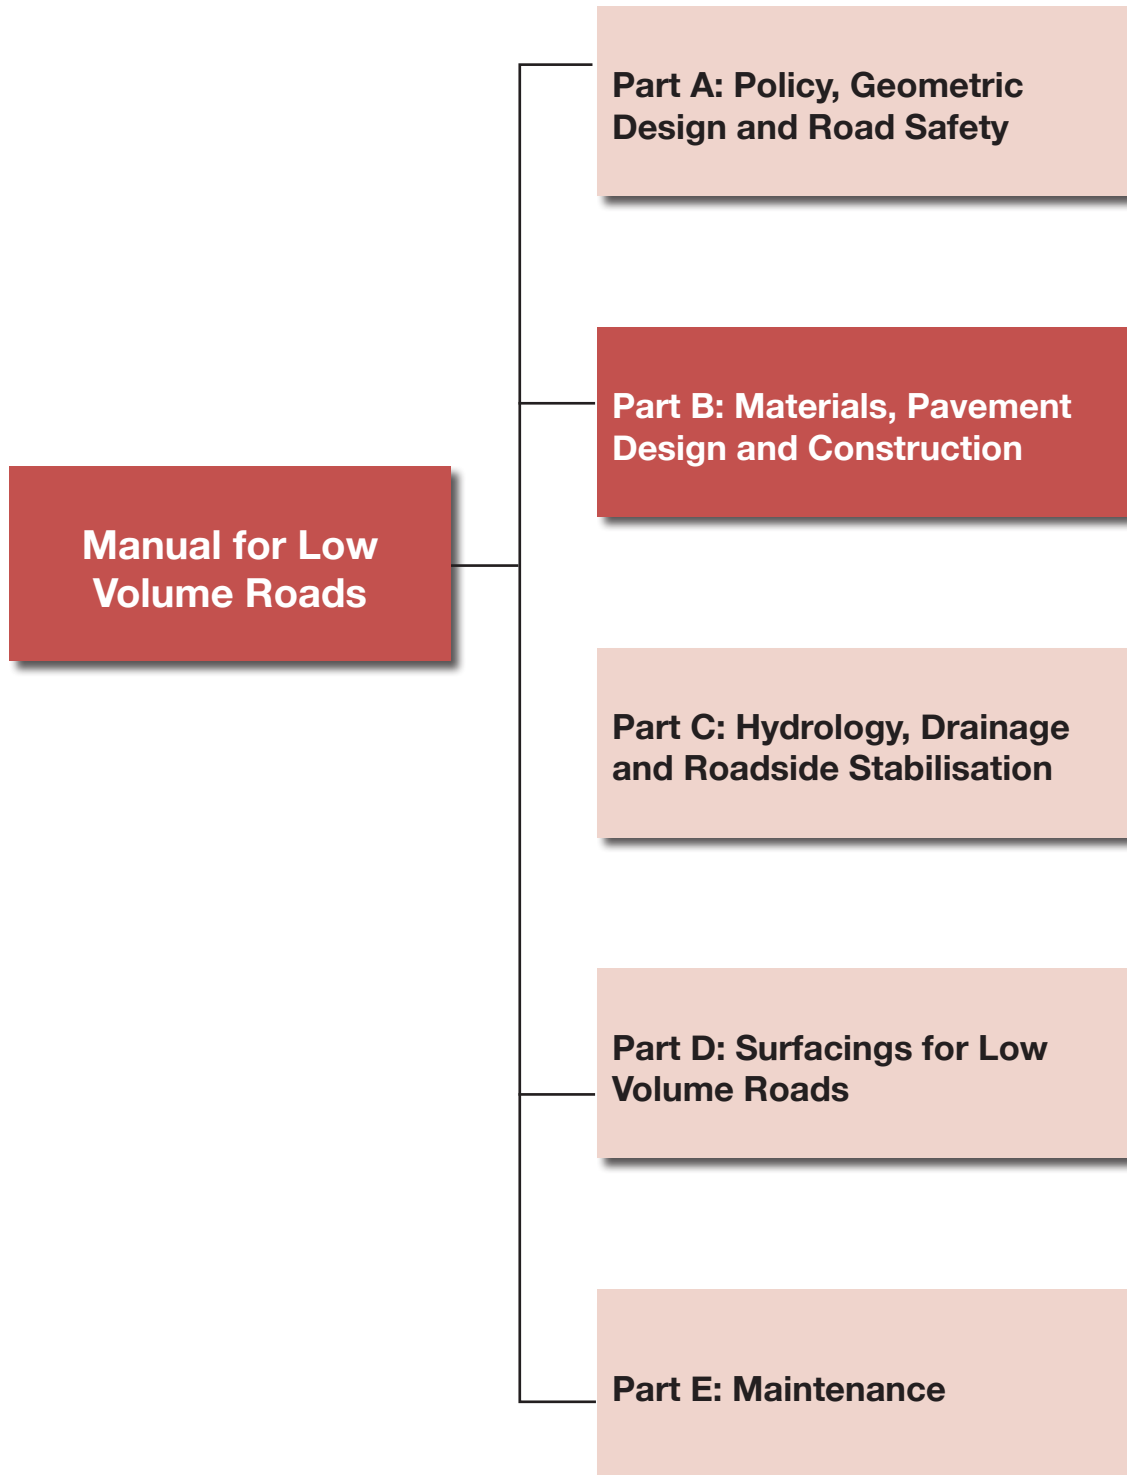 Part A: Policy, Geometric
Design and Road Safety
Part B: Materials, Pavement
Design and Construction
Manual for Low
Volume Roads
Part C: Hydrology, Drainage
and Roadside Stabilisation
Part D: Surfacings for Low
Volume Roads
Part E: Maintenance